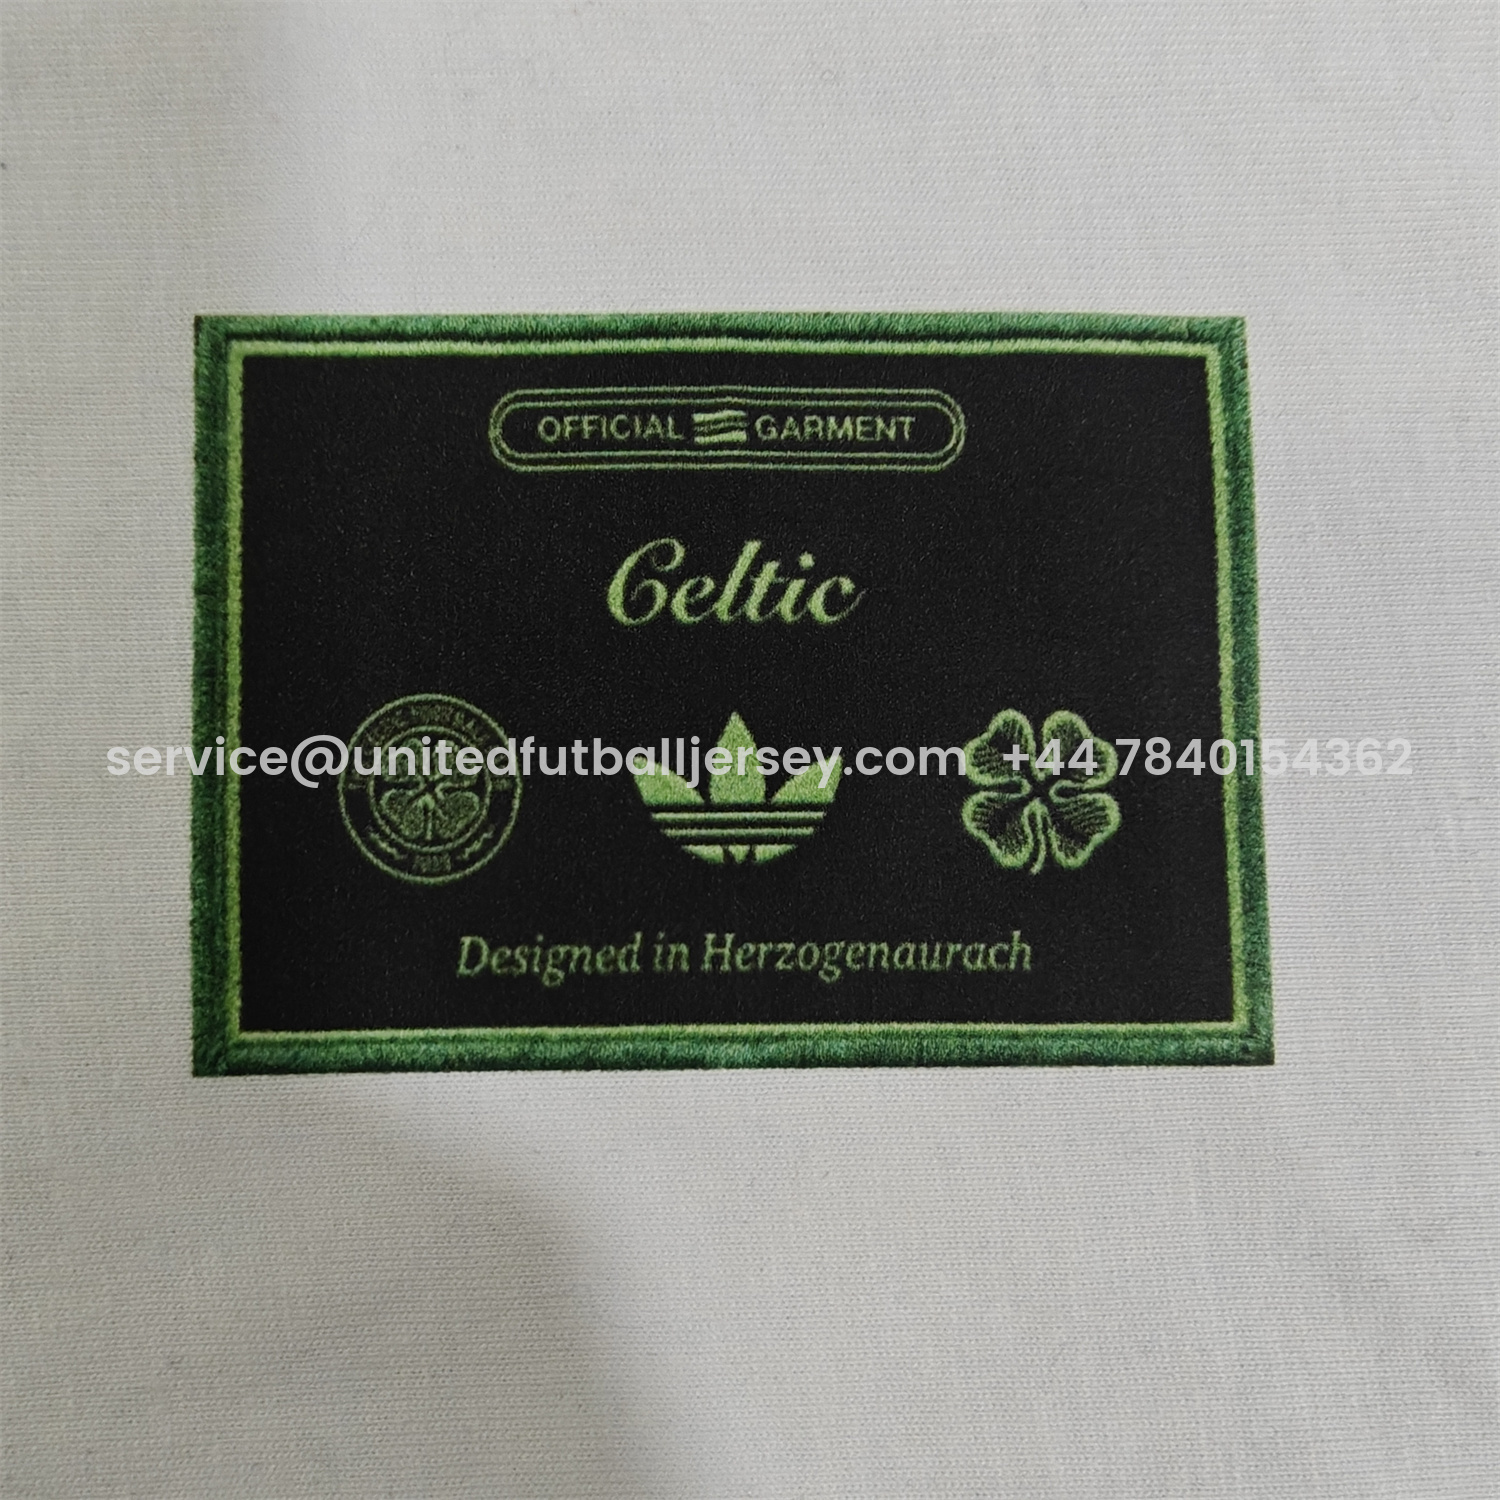 OFFICIAL GARMENT
Celtic
service@unitedfutballjersey.com +44 7840154362
Designed in Herzogenaurach